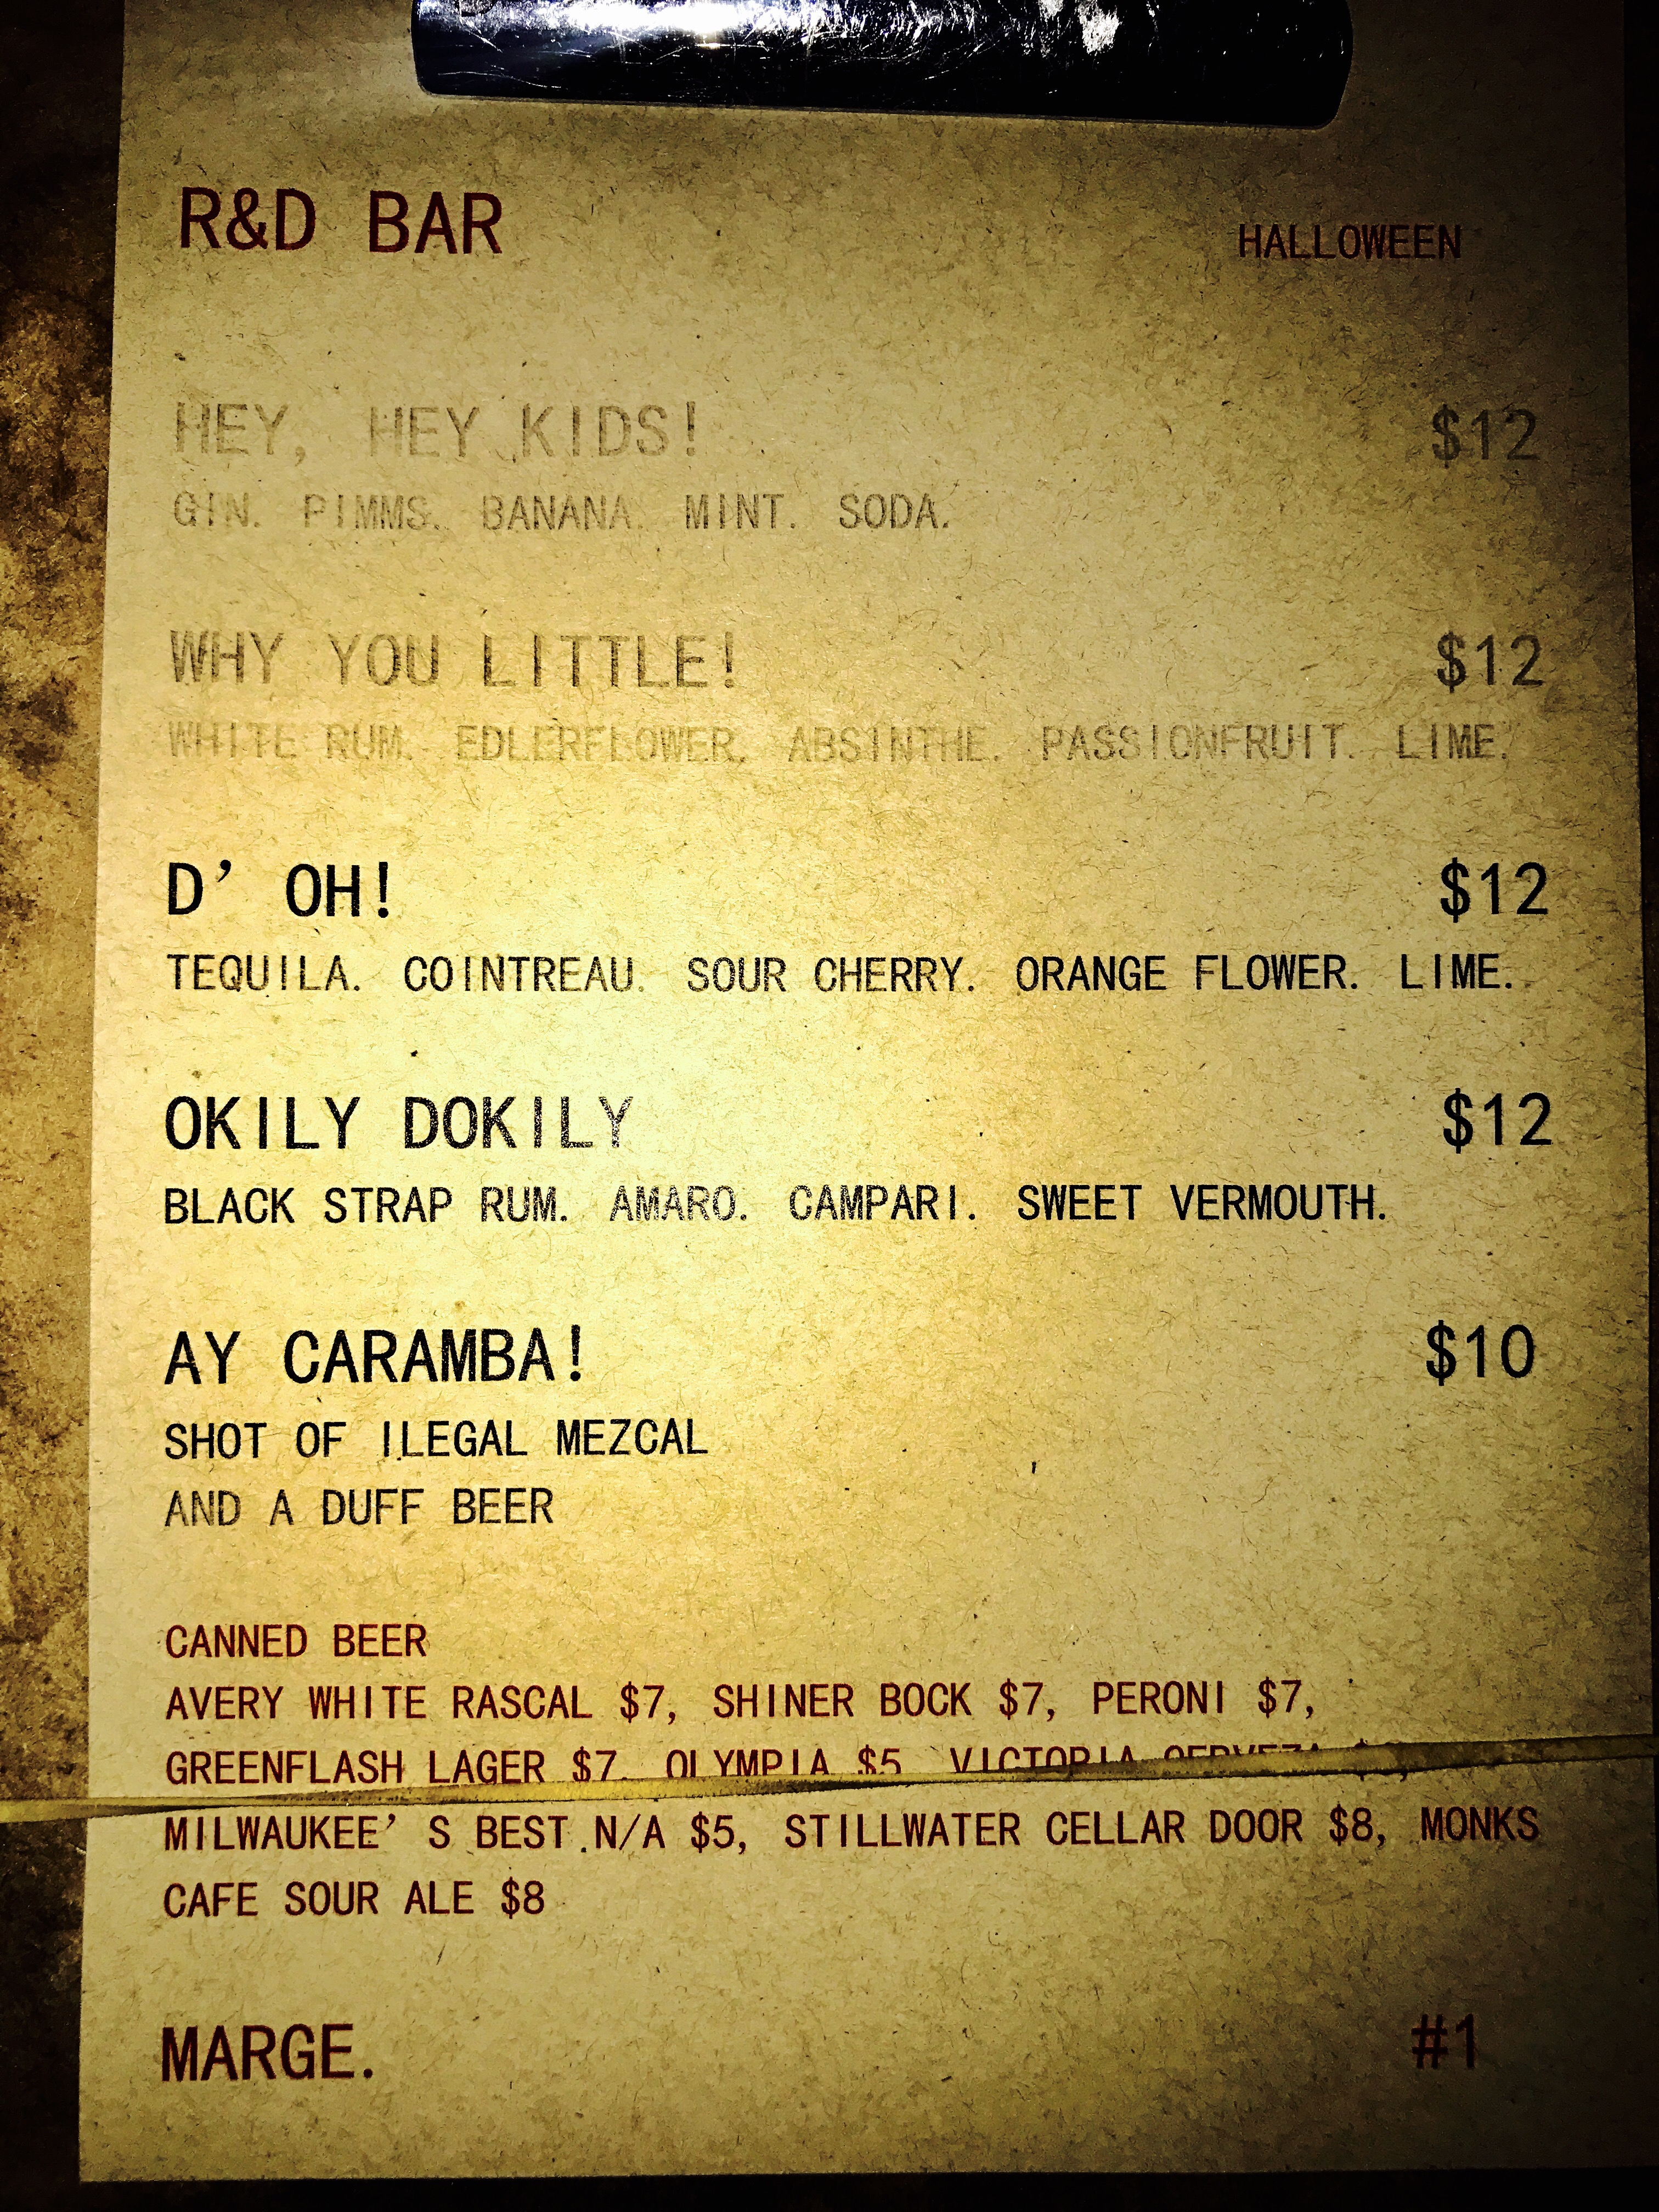 R&D BAR HALLOWEEN
HEY, HEY KIDS! $12
GIN. PIMMS. BANANA. MINT. SODA.
WHY YOU LITTLE! $12
WHITE RUM. EDLERFLOWER. ABSINTHE. PASSIONFRUIT. LIME.
D' OH! $12
TEQUILA. COINTREAU. SOUR CHERRY. ORANGE FLOWER. LIME.
OKILY DOKILY $12
BLACK STRAP RUM. AMARO. CAMPARI. SWEET VERMOUTH.
AY CARAMBA! $10
SHOT OF ILEGAL MEZCAL
AND A DUFF BEER
CANNED BEER
AVERY WHITE RASCAL $7, SHINER BOCK $7, PERONI $7,
GREENFLASH LAGER $7, OLYMPIA $5, VICTORIA
MILWAUKEE' S BEST N/A $5, STILLWATER CELLAR DOOR $8, MONKS
CAFE SOUR ALE $8
MARGE. #1